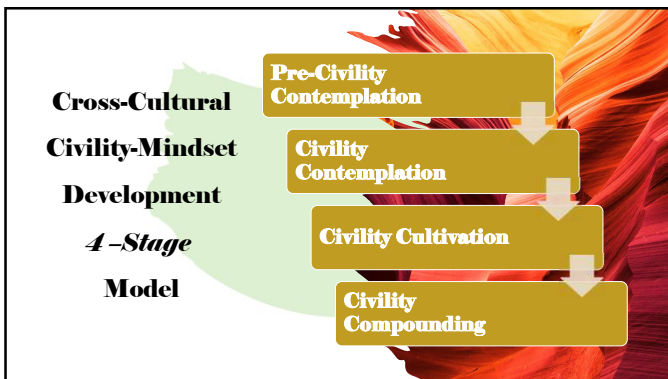 Cross-Cultural
Civility-Mindset
Development
4 –Stage
Model
Pre-Civility
Contemplation
Civility
Contemplation
Civility Cultivation
Civility
Compounding